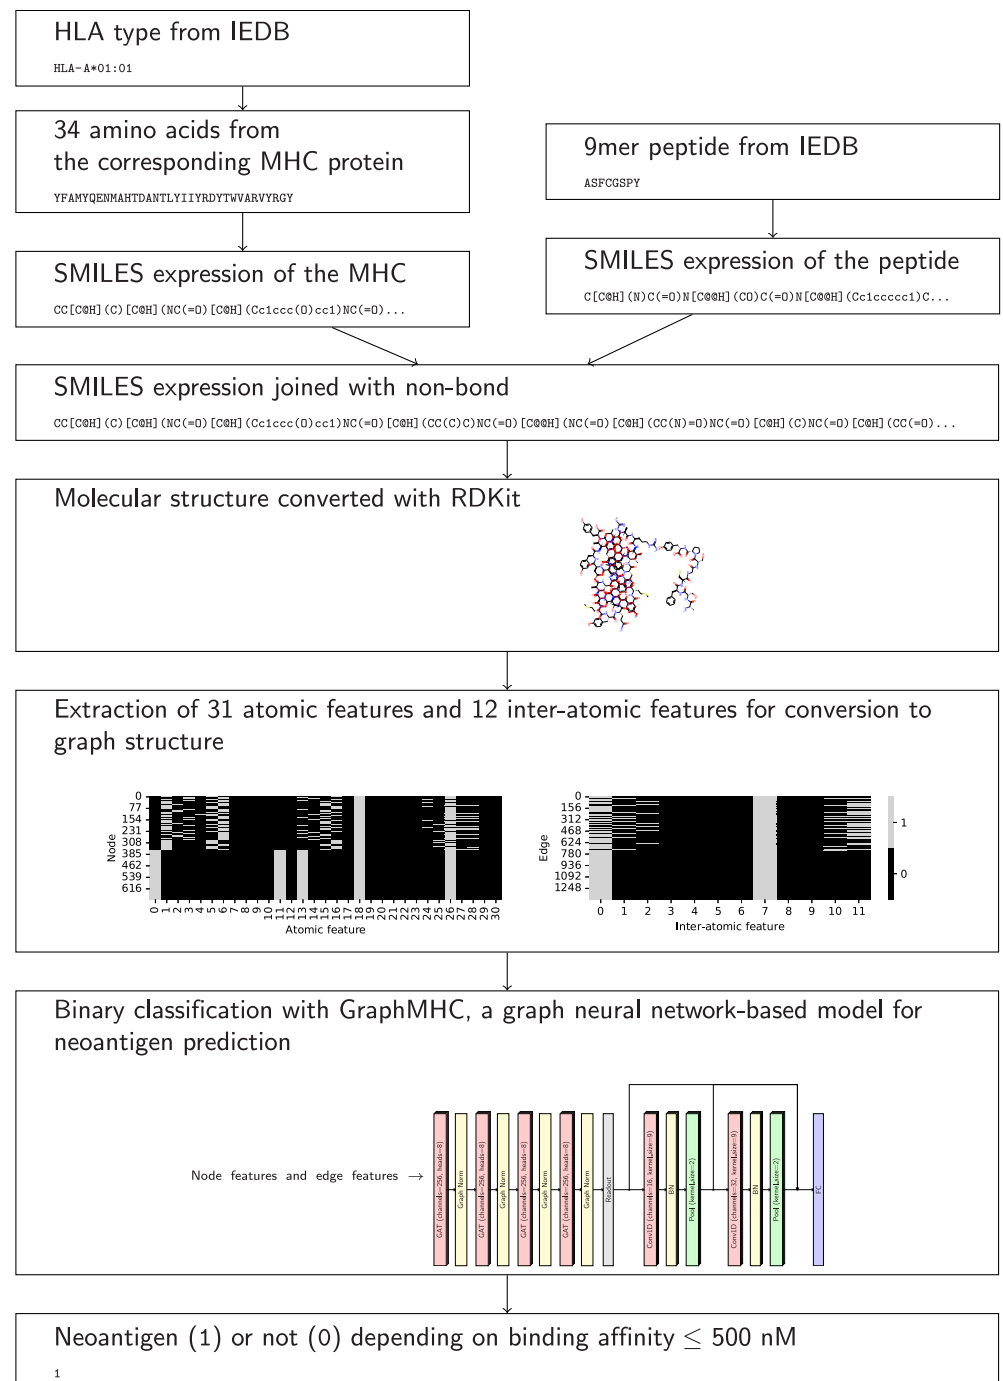 HLA type from IEDB
HLA-A*01:01
34 amino acids from
the corresponding MHC protein
YFAMYQENMAHTDANTLYIIYRDYTWVARVYRGY
9mer peptide from IEDB
ASFCGSPY
SMILES expression of the MHC
CC[C@H](C)[C@H](NC(=O)[C@H](Cc1ccc(O)cc1)NC(=O)...
SMILES expression of the peptide
C[C@H](N)C(=O)N[C@@H](CO)C(=O)N[C@@H](Cc1ccccc1)C...
SMILES expression joined with non-bond
CC[C@H](C)[C@H](NC(=O)[C@H](Cc1ccc(O)cc1)NC(=O)[C@H](CC(C)C)NC(=O)[C@@H](NC(=O)[C@H](CC(N)=O)NC(=O)[C@H](C)NC(=O)[C@H](CC(=O)...
Molecular structure converted with RDKit
Extraction of 31 atomic features and 12 inter-atomic features for conversion to
graph structure
Node
0
77
154
231
308
385
462
539
616
0 1 2 3 4 5 6 7 8 9 10 11 12 13 14 15 16 17 18 19 20 21 22 23 24 25 26 27 28 29 30
Atomic feature
Edge
0
156
312
468
624
780
936
1092
1248
0 1 2 3 4 5 6 7 8 9 10 11
Inter-atomic feature
1
0
Binary classification with GraphMHC, a graph neural network-based model for
neoantigen prediction
Node features and edge features →
GAT (channels=256, heads=8)
Graph Norm
GAT (channels=256, heads=8)
Graph Norm
GAT (channels=256, heads=8)
Graph Norm
GAT (channels=256, heads=8)
Graph Norm
Readout
Conv1D (channels=16, kernel_size=9)
BN
Pool (kernel_size=2)
Conv1D (channels=32, kernel_size=9)
BN
Pool (kernel_size=2)
FC
Neoantigen (1) or not (0) depending on binding affinity ≤ 500 nM
1